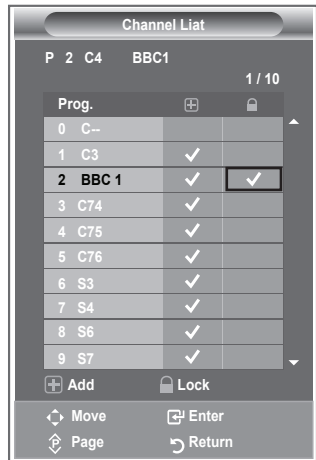 Channel Liat
P 2 C4 BBC1
1 / 10
Prog.
0 C--
1 C3
2 BBC 1
3 C74
4 C75
5 C76
6 S3
7 S4
8 S6
9 S7
Add Lock
Move Enter
Page Return